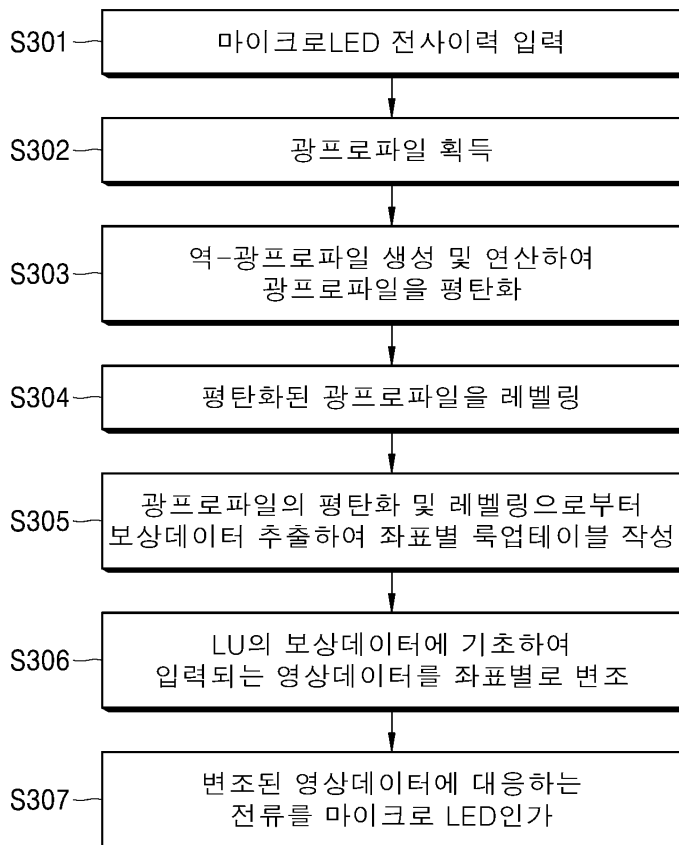 S301
마이크로LED 전사이력 입력
S302
광프로파일 획득
S303
역-광프로파일 생성 및 연산하여
광프로파일을 평탄화
S304
평탄화된 광프로파일을 레벨링
S305
광프로파일의 평탄화 및 레벨링으로부터
보상데이터 추출하여 좌표별 룩업테이블 작성
S306
LU의 보상데이터에 기초하여
입력되는 영상데이터를 좌표별로 변조
S307
변조된 영상데이터에 대응하는
전류를 마이크로 LED인가